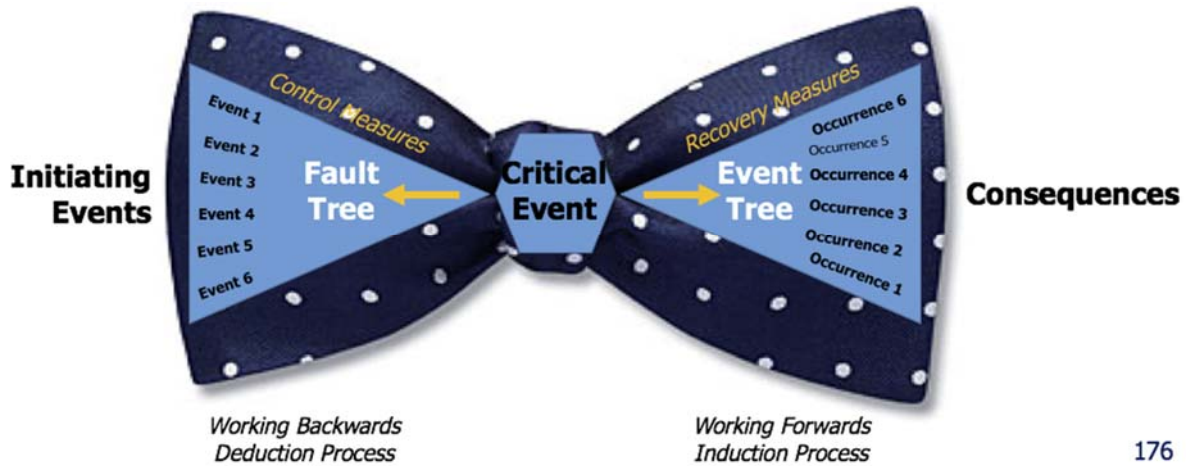 Initiating
Events
Control Measures
Event 1
Event 2
Event 3
Event 4
Event 5
Event 6
Fault
Tree
Critical
Event
Recovery Measures
Event
Tree
Occurrence 6
Occurrence 5
Occurrence 4
Occurrence 3
Occurrence 2
Occurrence 1
Consequences
Working Backwards
Deduction Process
Working Forwards
Induction Process
176